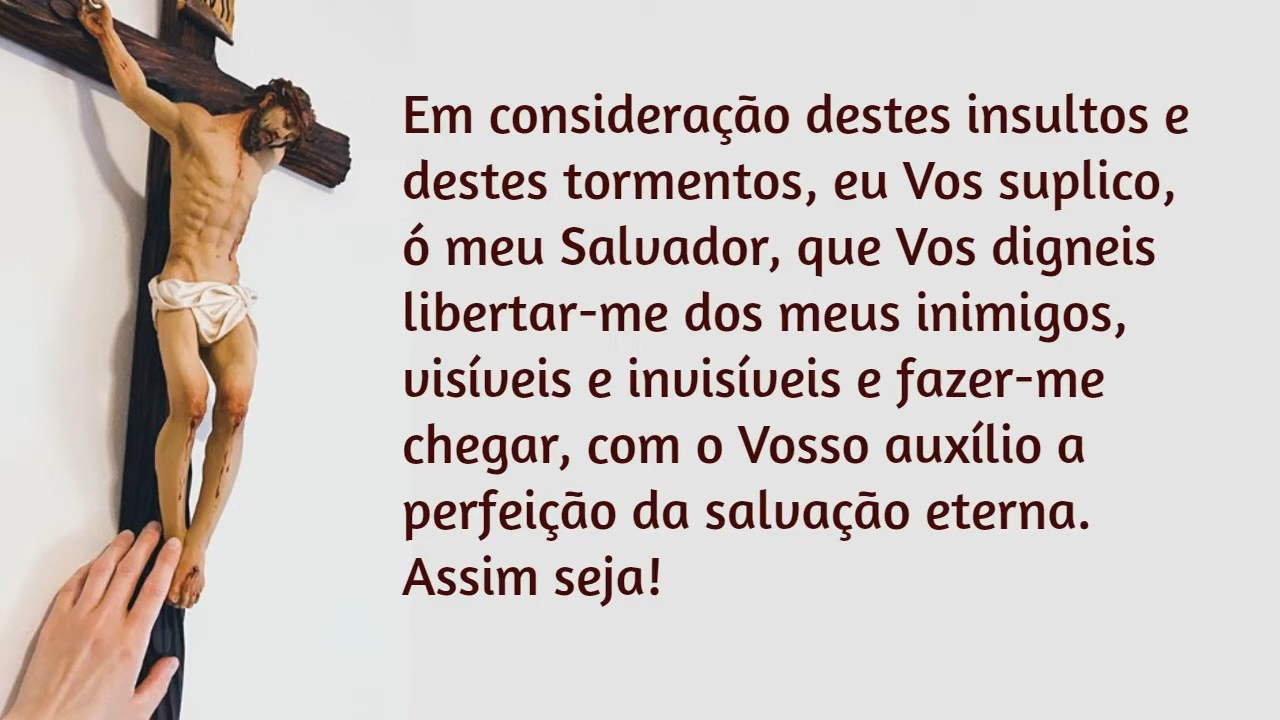 Em consideração destes insultos e
destes tormentos, eu Vos suplico,
ó meu Salvador, que Vos digneis
libertar-me dos meus inimigos,
visíveis e invisíveis e fazer-me
chegar, com o Vosso auxílio a
perfeição da salvação eterna.
Assim seja!